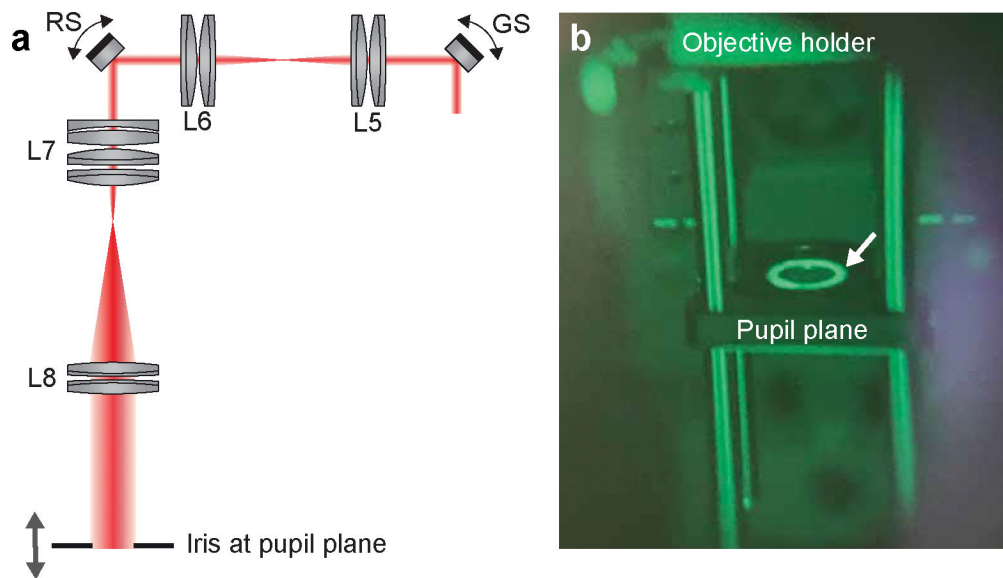 a
RS
GS
L6
L5
L7
L8
Iris at pupil plane
b
Objective holder
Pupil plane